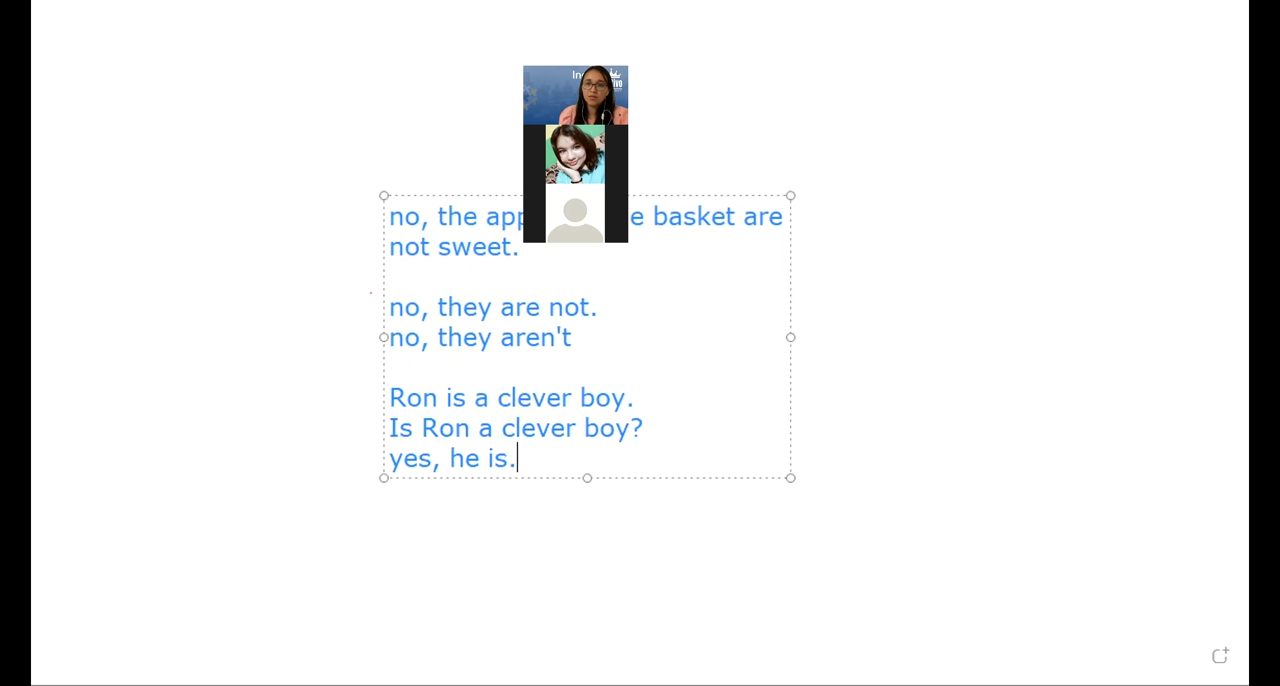 no, the app e basket are
not sweet.
no, they are not.
no, they aren't
Ron is a clever boy.
Is Ron a clever boy?
yes, he is.